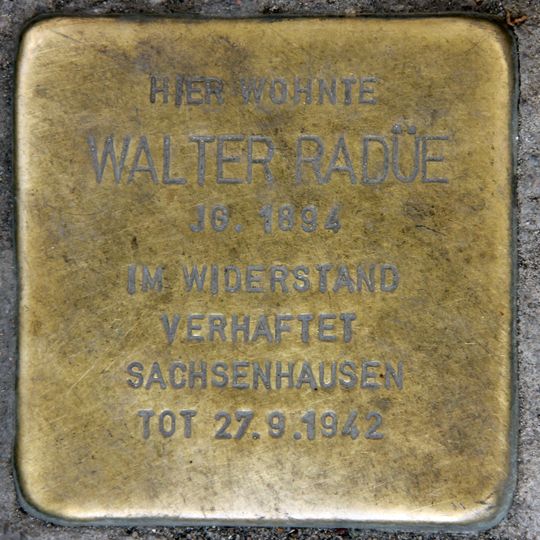 HIER WOHNTE
WALTER RADÜE
JG. 1894
IM WIDERSTAND
VERHAFTET
SACHSENHAUSEN
TOT 27.9.1942